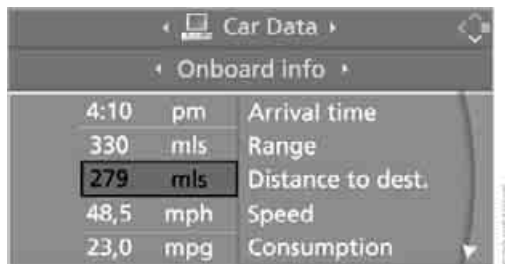 Car Data
Onboard info
4:10 pm Arrival time
330 mls Range
279 mls Distance to dest.
48,5 mph Speed
23,0 mpg Consumption